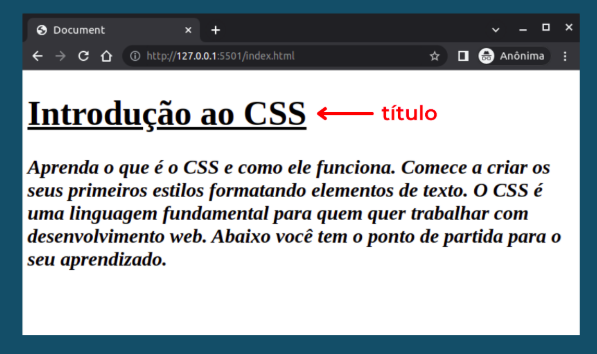 Document
http://127.0.0.1:5501/index.html
Anônima
Introdução ao CSS
título
Aprenda o que é o CSS e como ele funciona. Comece a criar os
seus primeiros estilos formatando elementos de texto. O CSS é
uma linguagem fundamental para quem quer trabalhar com
desenvolvimento web. Abaixo você tem o ponto de partida para o
seu aprendizado.